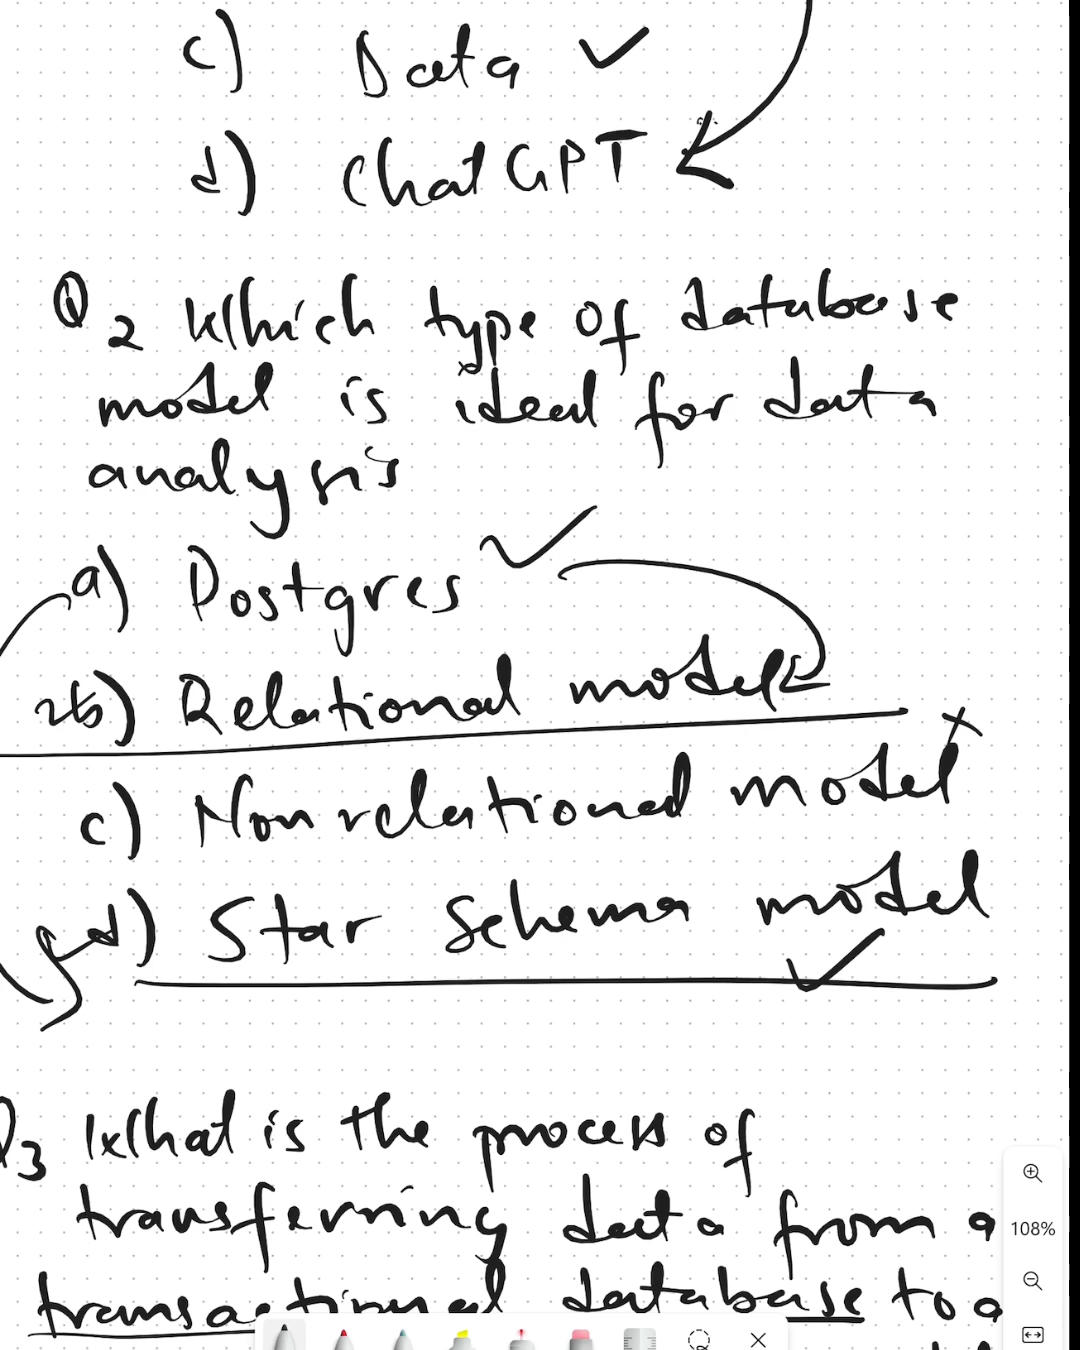 c) Data
d) ChatGPT
Q2 Which type of database
model is ideal for data
analysis
a) Postgres
b) Relational model
c) Non relational model
d) Star Schema model
Q3 What is the process of
transferring data from a
transactional database to a
108%